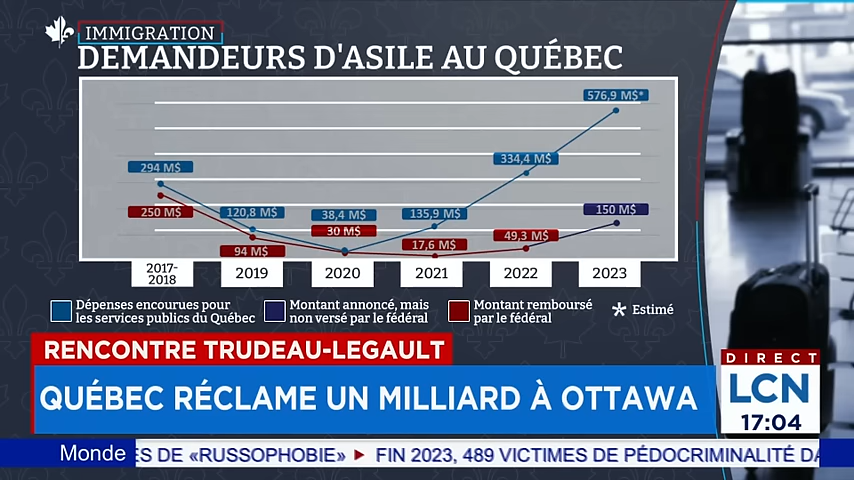 IMMIGRATION
DEMANDEURS D'ASILE AU QUÉBEC
576,9 M$*
334,4 M$
294 M$
250 M$
120,8 M$
38,4 M$
135,9 M$
150 M$
30 M$
94 M$
17,6 M$
49,3 M$
2017-
2018
2019
2020
2021
2022
2023
Dépenses encourues pour
les services publics du Québec
Montant annoncé, mais
non versé par le fédéral
Montant remboursé
par le fédéral
* Estimé
RENCONTRE TRUDEAU-LEGAULT
QUÉBEC RÉCLAME UN MILLIARD À OTTAWA
DIRECT
LCN
17:04
Monde
ES DE «RUSSOPHOBIE» ► FIN 2023, 489 VICTIMES DE PÉDOCRIMINALITÉ DA